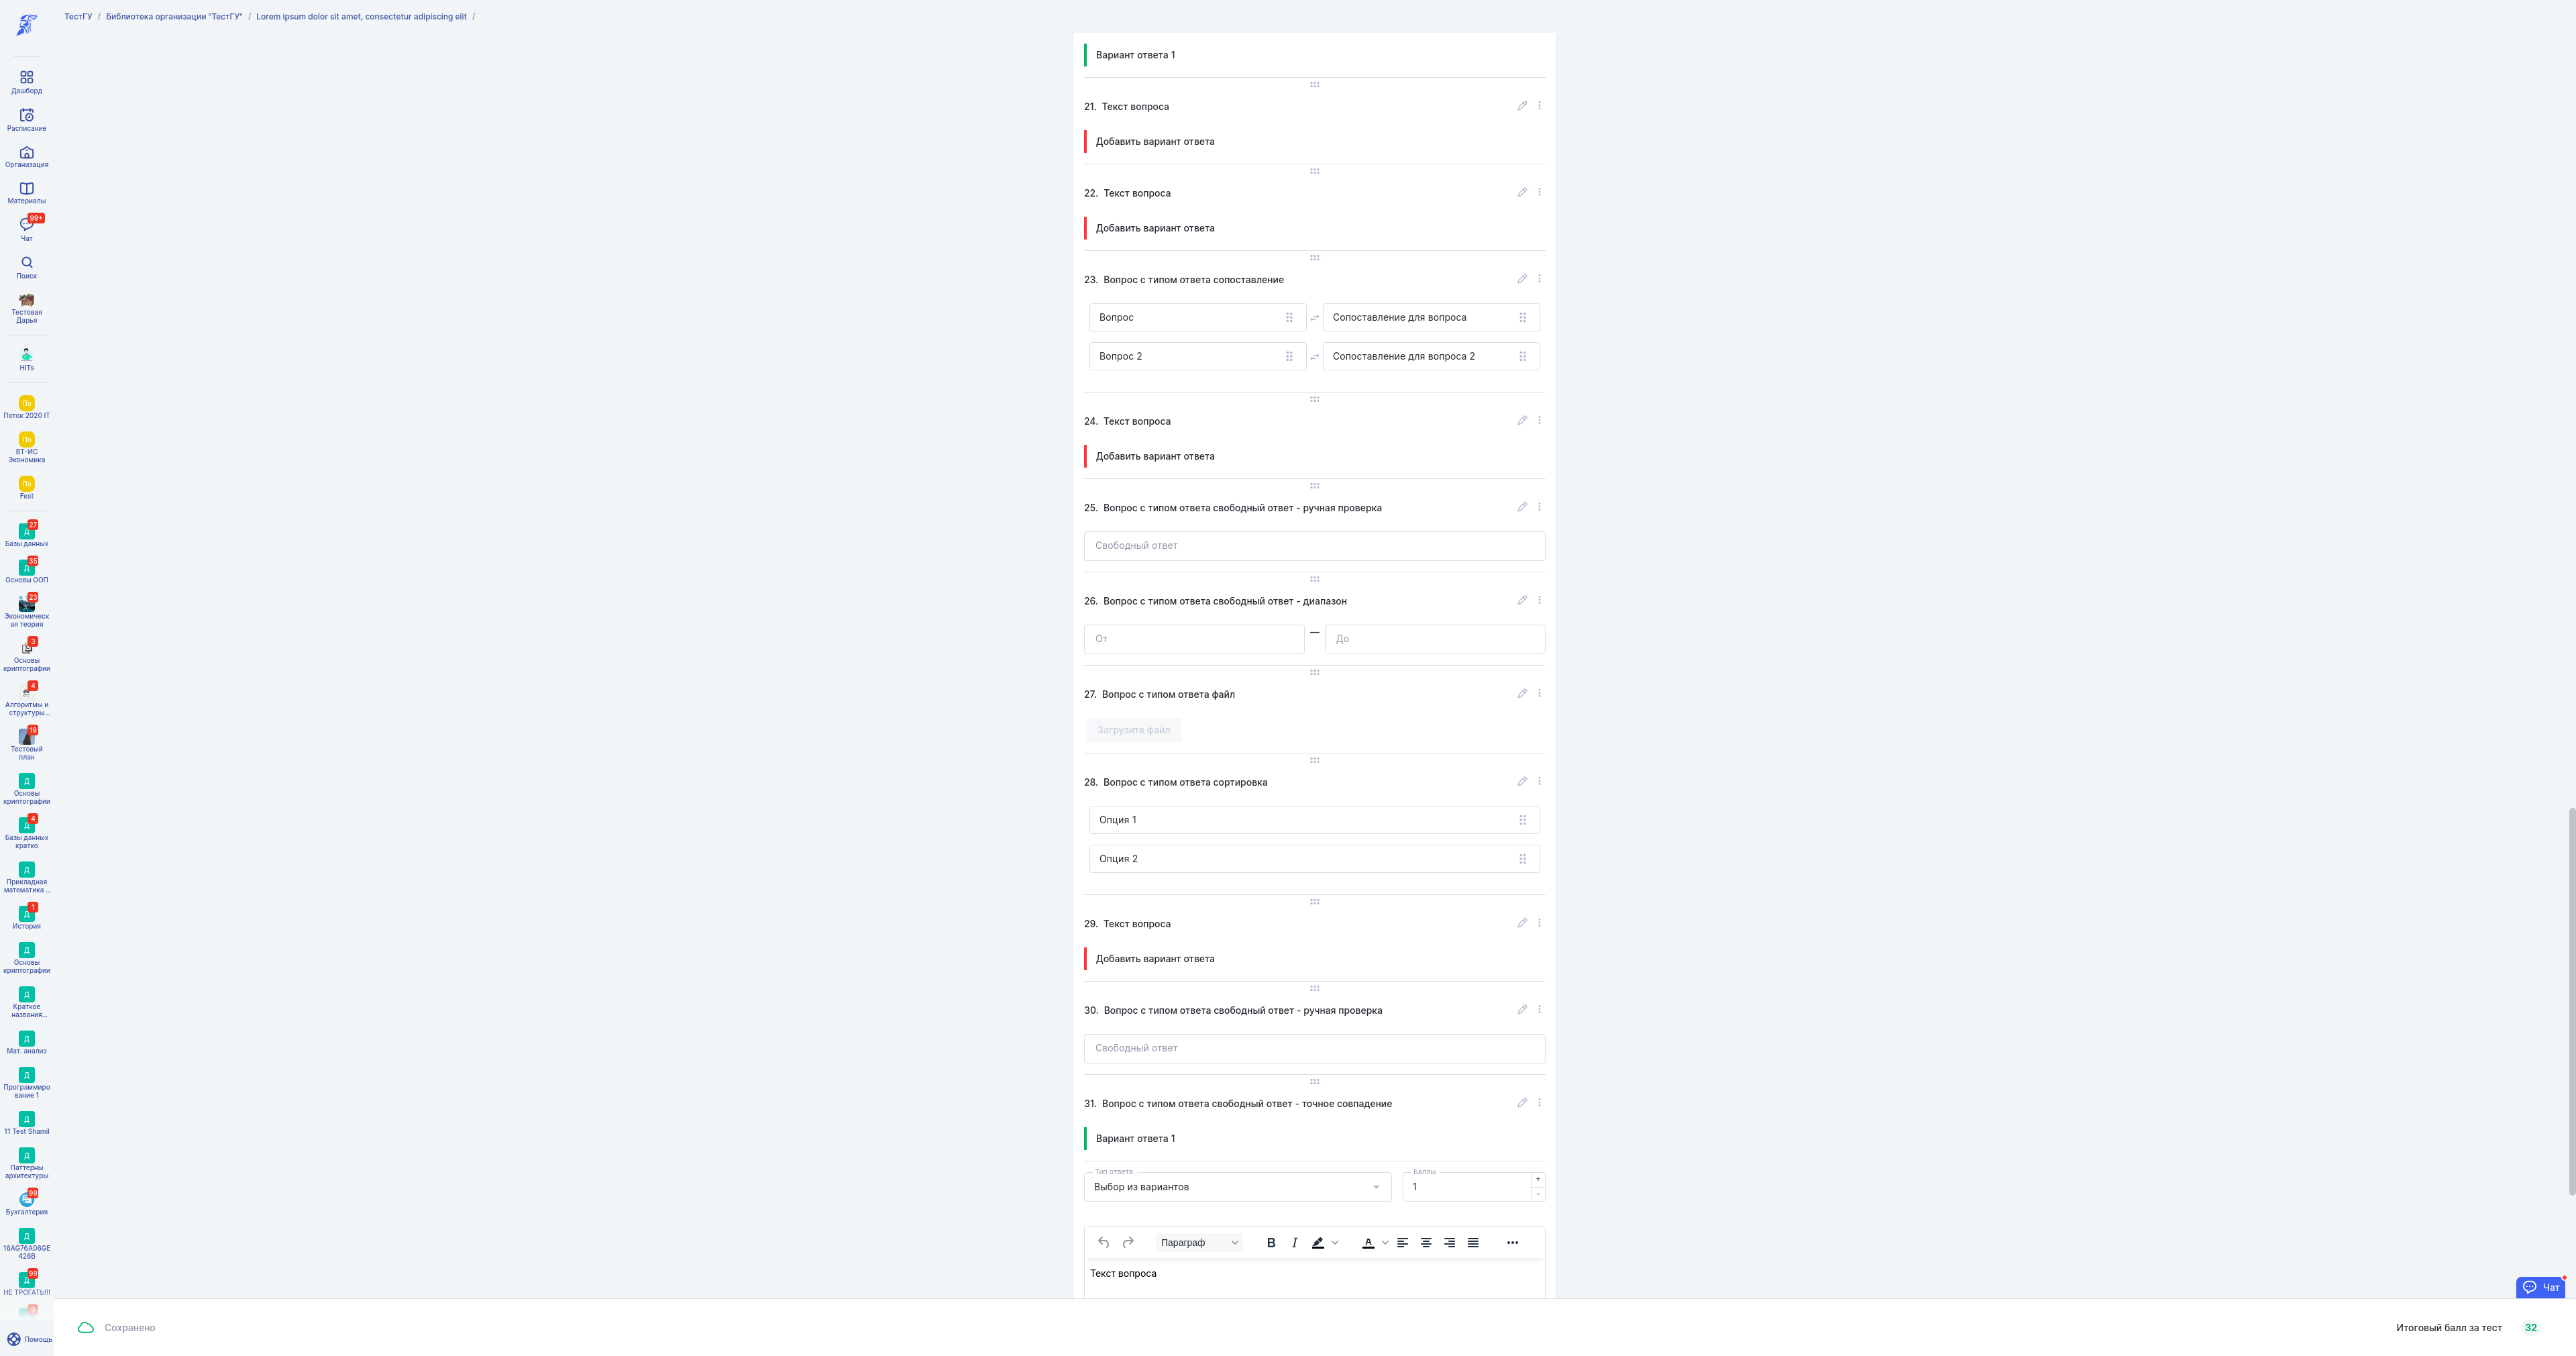 ТестГУ / Библиотека организации "ТестГУ" / Lorem ipsum dolor sit amet, consectetur adipiscing elit /
Дашборд
Расписание
Организация
Материалы
99+
Чат
Поиск
Тестовая
Дарья
HITs
По
Поток 2020 IT
По
ВТ-ИС
Экономика
По
Fest
27
Д
Базы данных
35
Д
Основы ООП
23
Экономическ
ая теория
3
Основы
криптографии
4
Алгоритмы и
структуры...
19
Тестовый
план
Д
Основы
криптографии
4
Д
Базы данных
кратко
Д
Прикладная
математика ...
1
Д
История
Д
Основы
криптографии
Д
Краткое
названия...
Д
Мат. анализ
Д
Программиро
вание 1
Д
11 Test Shamil
Д
Паттерны
архитектуры
99
Бухгалтерия
Д
16AG76A06GE
426B
99
Д
НЕ ТРОГАТЬ!!!
Помощь
Вариант ответа 1
21. Текст вопроса
Добавить вариант ответа
22. Текст вопроса
Добавить вариант ответа
23. Вопрос с типом ответа сопоставление
Вопрос
Сопоставление для вопроса
Вопрос 2
Сопоставление для вопроса 2
24. Текст вопроса
Добавить вариант ответа
25. Вопрос с типом ответа свободный ответ - ручная проверка
Свободный ответ
26. Вопрос с типом ответа свободный ответ - диапазон
От — До
27. Вопрос с типом ответа файл
Загрузите файл
28. Вопрос с типом ответа сортировка
Опция 1
Опция 2
29. Текст вопроса
Добавить вариант ответа
30. Вопрос с типом ответа свободный ответ - ручная проверка
Свободный ответ
31. Вопрос с типом ответа свободный ответ - точное совпадение
Вариант ответа 1
Тип ответа
Выбор из вариантов
Баллы
1
+
-
Параграф B I A
Текст вопроса
Чат
Сохранено
Итоговый балл за тест 32